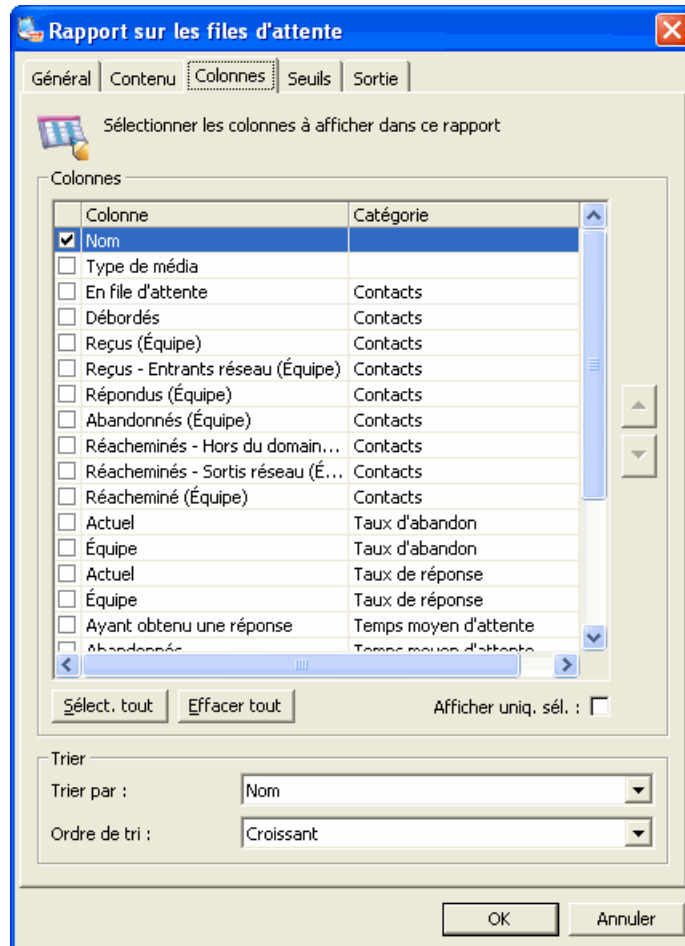 Rapport sur les files d'attente
Général Contenu Colonnes Seuils Sortie
Sélectionner les colonnes à afficher dans ce rapport
Colonnes
Colonne Catégorie
Nom
Type de média
En file d'attente Contacts
Débordés Contacts
Reçus (Équipe) Contacts
Reçus - Entrants réseau (Équipe) Contacts
Répondus (Équipe) Contacts
Abandonnés (Équipe) Contacts
Réacheminés - Hors du domain... Contacts
Réacheminés - Sortis réseau (É... Contacts
Réacheminé (Équipe) Contacts
Actuel Taux d'abandon
Équipe Taux d'abandon
Actuel Taux de réponse
Équipe Taux de réponse
Ayant obtenu une réponse Temps moyen d'attente
Abandonnés Temps moyen d'attente
Sélect. tout Effacer tout Afficher uniq. sél. :
Trier
Trier par : Nom
Ordre de tri : Croissant
OK Annuler